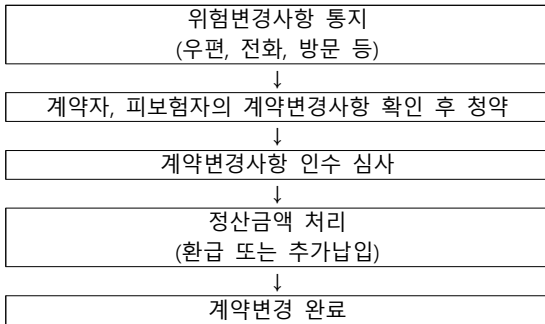 위험변경사항 통지
(우편, 전화, 방문 등)
↓
계약자, 피보험자의 계약변경사항 확인 후 청약
↓
계약변경사항 인수 심사
↓
정산금액 처리
(환급 또는 추가납입)
↓
계약변경 완료